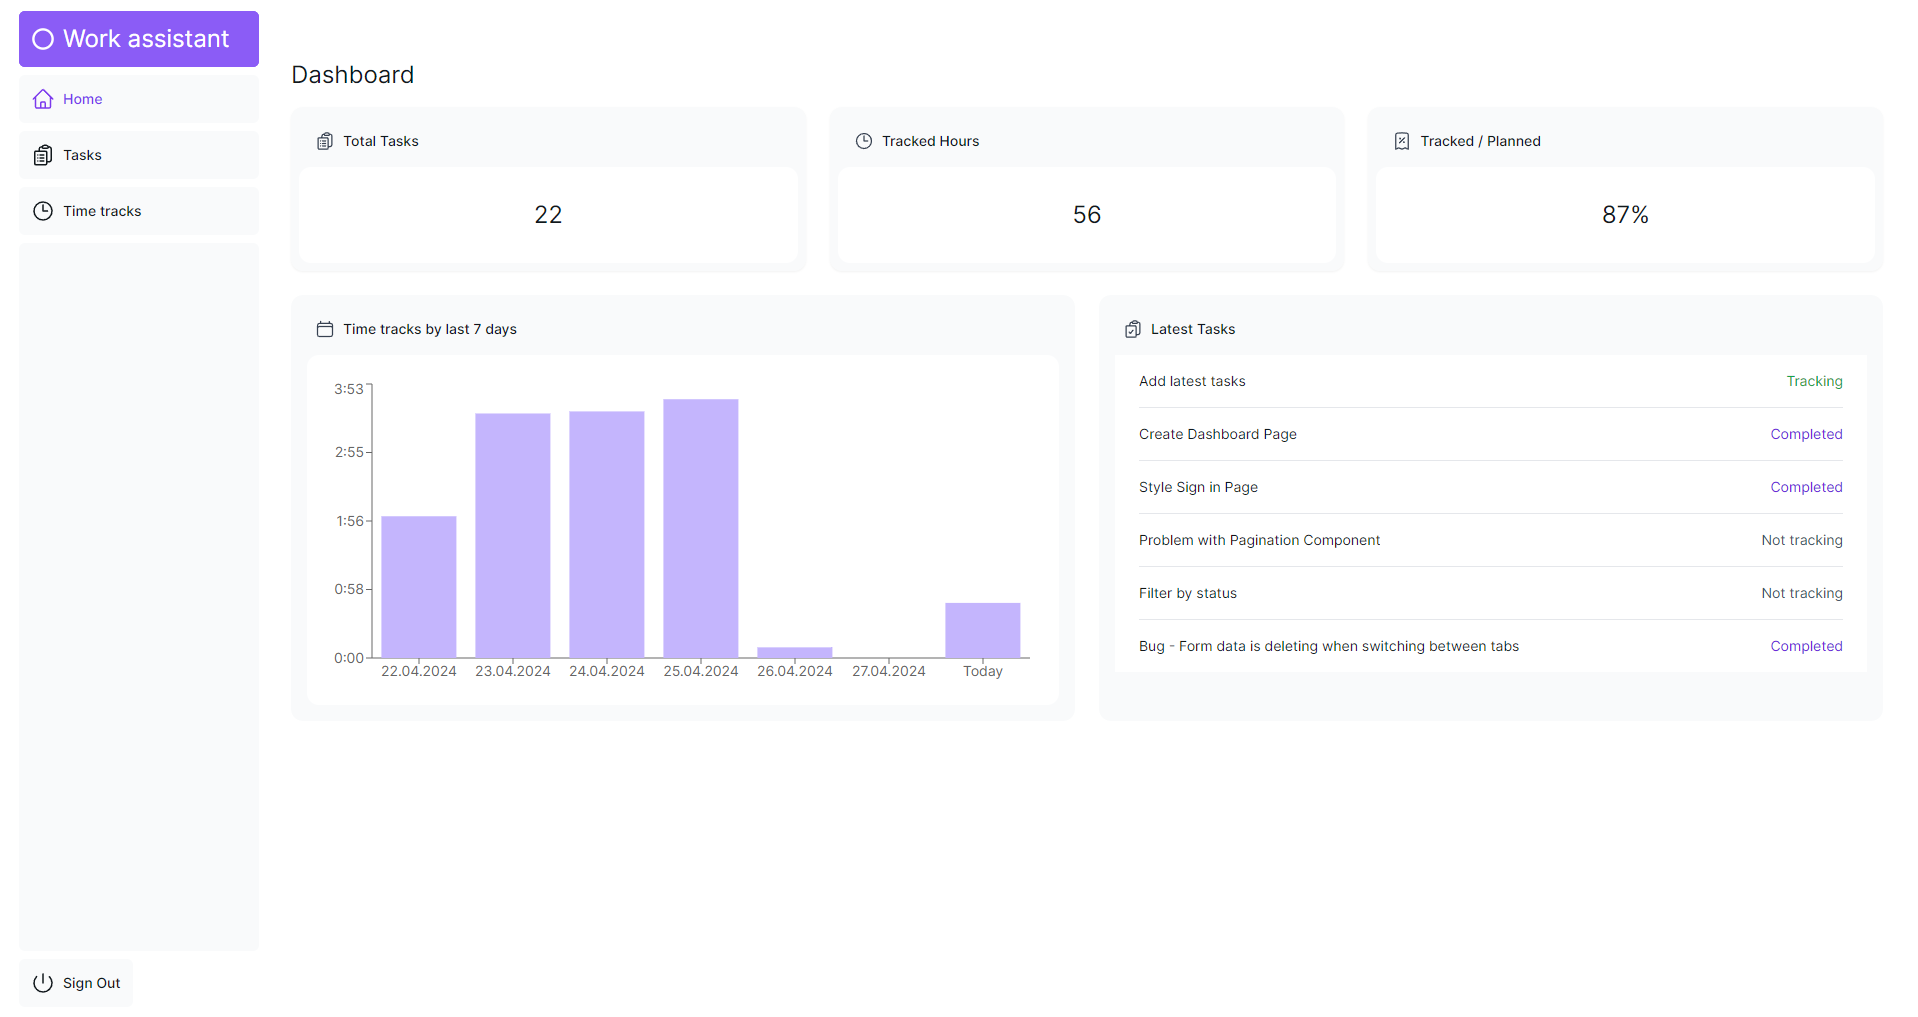 Work assistant
Home
Tasks
Time tracks
Sign Out
Dashboard
Total Tasks
22
Tracked Hours
56
Tracked / Planned
87%
Time tracks by last 7 days
3:53
2:55
1:56
0:58
0:00
22.04.2024 23.04.2024 24.04.2024 25.04.2024 26.04.2024 27.04.2024 Today
Latest Tasks
Add latest tasks Tracking
Create Dashboard Page Completed
Style Sign in Page Completed
Problem with Pagination Component Not tracking
Filter by status Not tracking
Bug - Form data is deleting when switching between tabs Completed